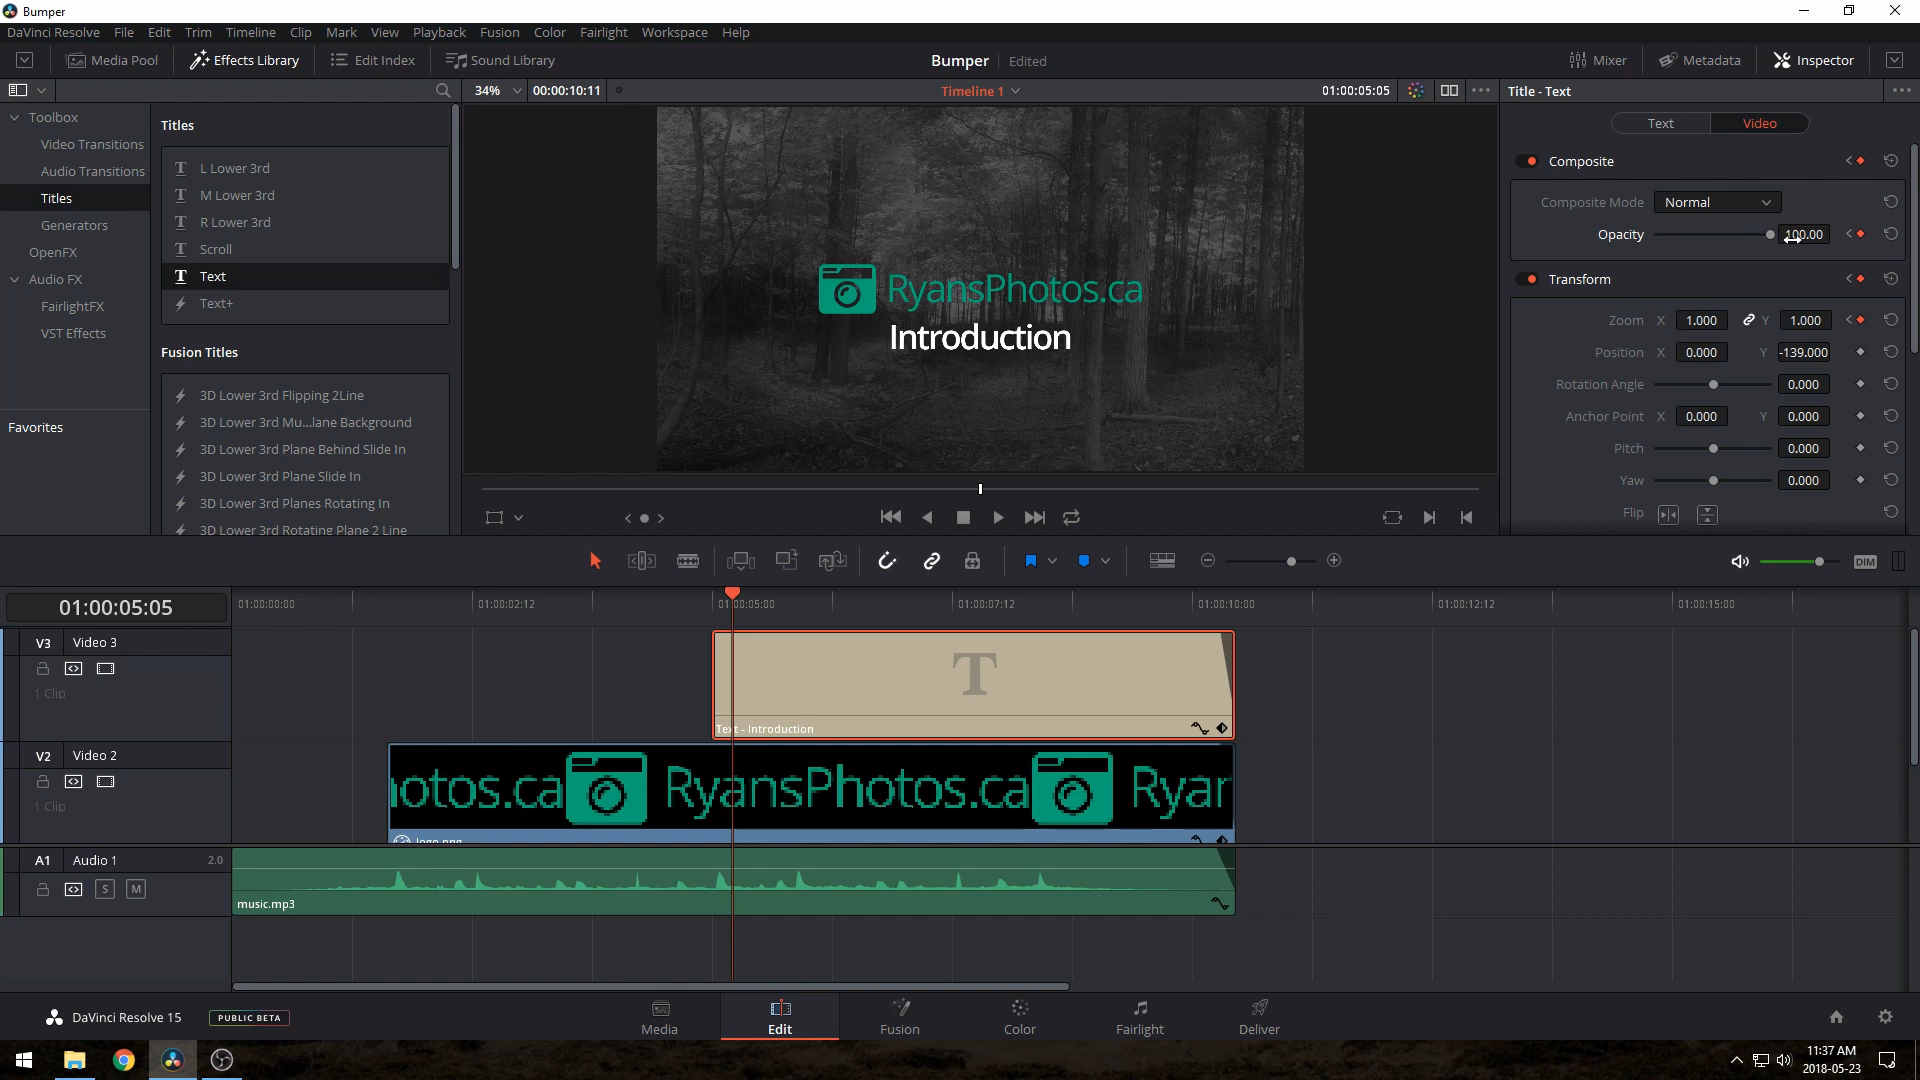 Bumper
DaVinci Resolve File Edit Trim Timeline Clip Mark View Playback Fusion Color Fairlight Workspace Help
Media Pool Effects Library Edit Index Sound Library Bumper Edited Mixer Metadata Inspector
34% 00:00:10:11 Timeline 1 01:00:05:05 Title - Text
Toolbox
Video Transitions
Audio Transitions
Titles
Generators
OpenFX
Audio FX
FairlightFX
VST Effects
Favorites
Titles
L Lower 3rd
M Lower 3rd
R Lower 3rd
Scroll
Text
Text+
Fusion Titles
3D Lower 3rd Flipping 2Line
3D Lower 3rd Mu...lane Background
3D Lower 3rd Plane Behind Slide In
3D Lower 3rd Plane Slide In
3D Lower 3rd Planes Rotating In
3D Lower 3rd Rotating Plane 2 Line
RyansPhotos.ca
Introduction
Text Video
Composite
Composite Mode Normal
Opacity 100.00
Transform
Zoom X 1.000 Y 1.000
Position X 0.000 Y -139.000
Rotation Angle 0.000
Anchor Point X 0.000 Y 0.000
Pitch 0.000
Yaw 0.000
Flip
DIM
01:00:05:05 01:00:00:00 01:00:02:12 01:00:05:00 01:00:07:12 01:00:10:00 01:00:12:12 01:00:15:00
V3 Video 3
1 Clip
T
Text - Introduction
V2 Video 2
1 Clip
otos.ca RyansPhotos.ca Ryan
logo.png
A1 Audio 1 2.0
S M
music.mp3
DaVinci Resolve 15 PUBLIC BETA
Media Edit Fusion Color Fairlight Deliver
11:37 AM
2018-05-23